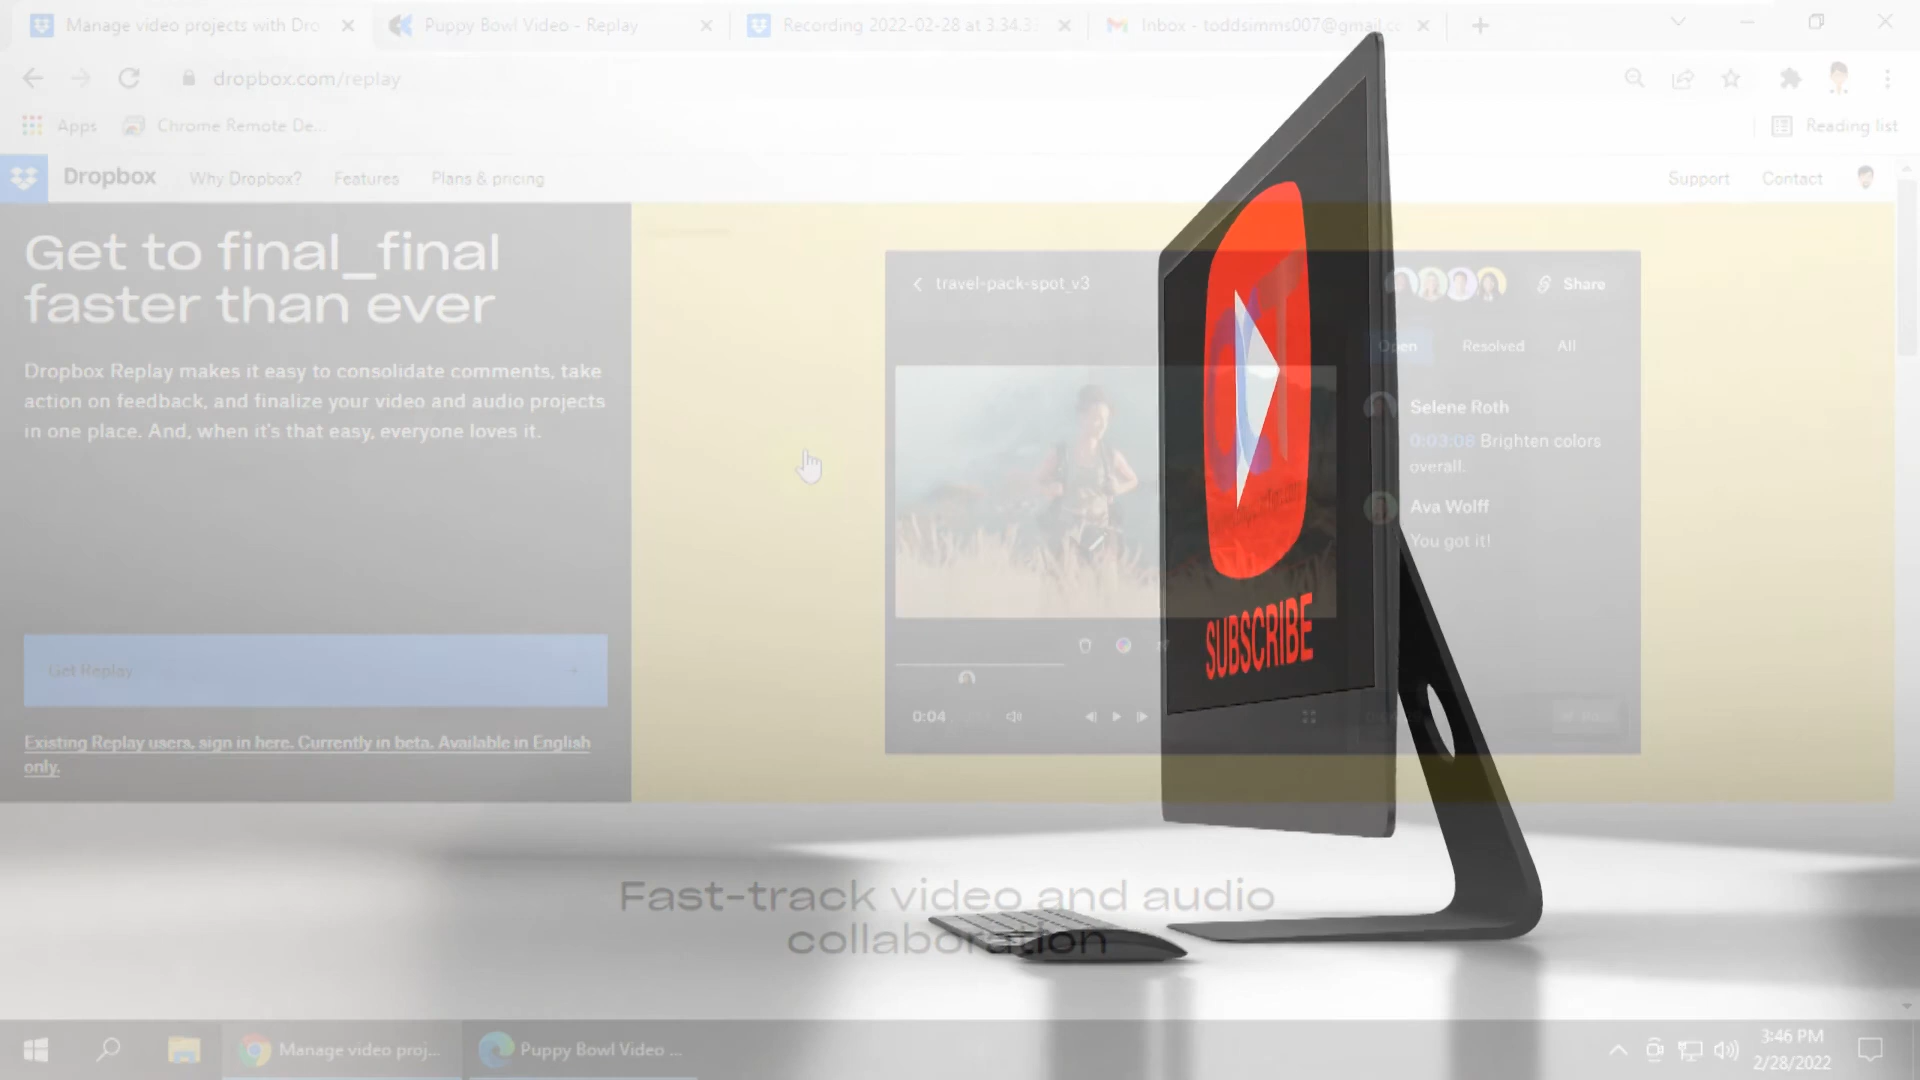 Manage video projects with Dro
Puppy Bowl Video - Replay
Recording 2022-02-28 at 3.34.3
Inbox - toddsimms007@gmail.co
dropbox.com/replay
Apps
Chrome Remote De...
Reading list
Dropbox
Why Dropbox?
Features
Plans & pricing
Support
Contact
Get to final_final
faster than ever
Dropbox Replay makes it easy to consolidate comments, take
action on feedback, and finalize your video and audio projects
in one place. And, when it's that easy, everyone loves it.
Get Replay
Existing Replay users, sign in here. Currently in beta. Available in English
only.
travel-pack-spot_v3
Share
Open
Resolved
All
Selene Roth
0:03:08 Brighten colors
overall.
Ava Wolff
You got it!
0:04
SUBSCRIBE
Fast-track video and audio
collaboration
Manage video proj...
Puppy Bowl Video ...
3:46 PM
2/28/2022